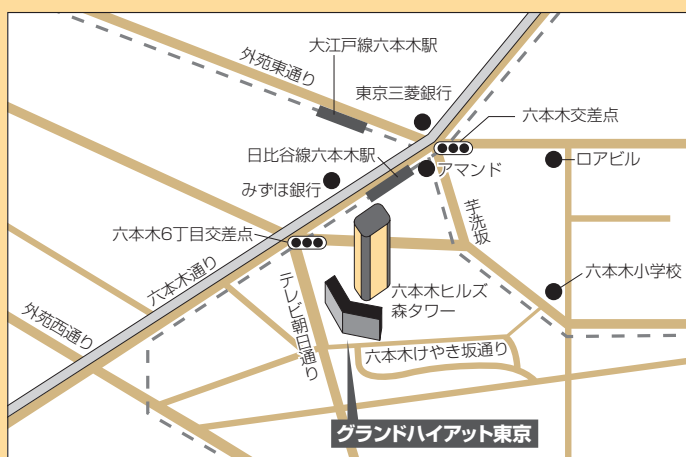 大江戸線六本木駅
外苑東通り
東京三菱銀行
六本木交差点
日比谷線六本木駅
ロアビル
アマンド
みずほ銀行
芋洗坂
六本木6丁目交差点
六本木小学校
六本木通り
テレビ朝日通り
六本木ヒルズ
森タワー
外苑西通り
六本木けやき坂通り
グランドハイアット東京